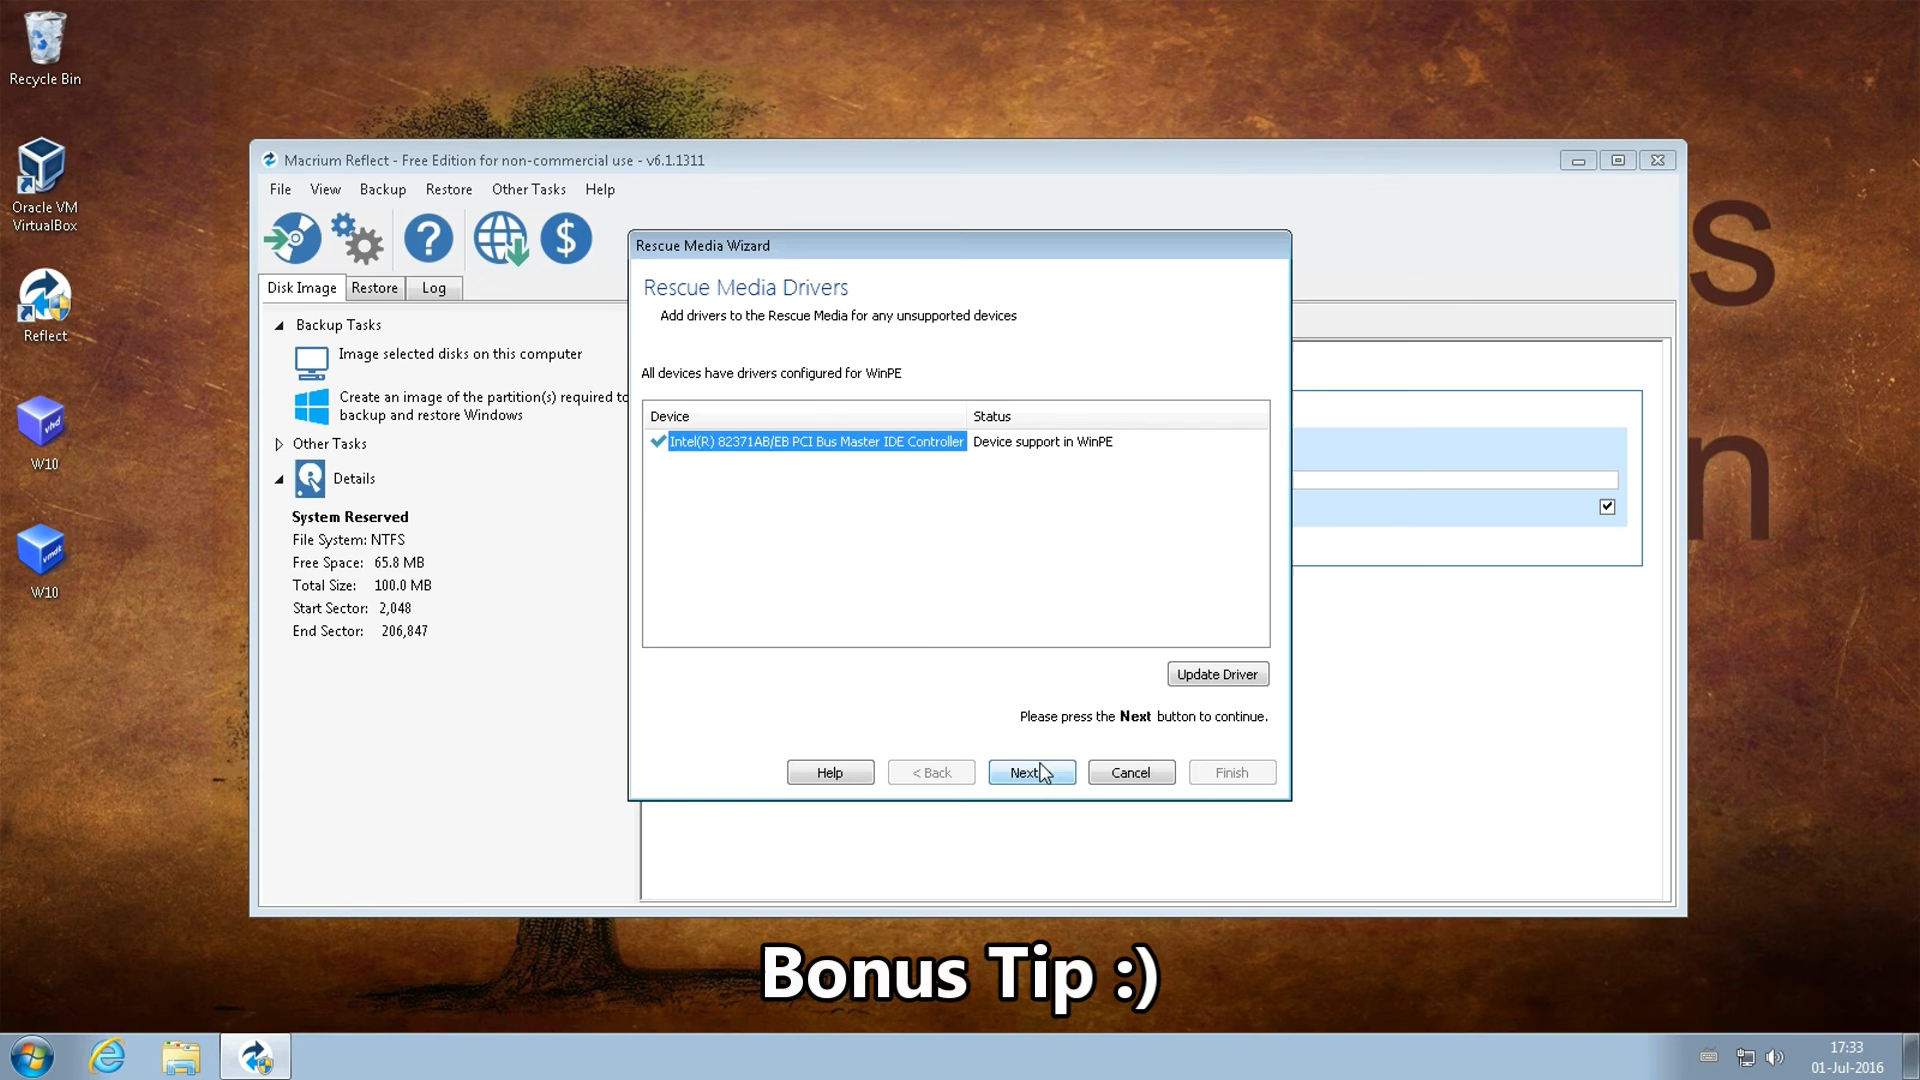 Recycle Bin
Oracle VM
VirtualBox
Reflect
vhd
W10
vmdk
W10
Macrium Reflect - Free Edition for non-commercial use - v6.1.1311
File View Backup Restore Other Tasks Help
? $
Disk Image Restore Log
Backup Tasks
Image selected disks on this computer
Create an image of the partition(s) required to
backup and restore Windows
Other Tasks
Details
System Reserved
File System: NTFS
Free Space: 65.8 MB
Total Size: 100.0 MB
Start Sector: 2,048
End Sector: 206,847
Rescue Media Wizard
Rescue Media Drivers
Add drivers to the Rescue Media for any unsupported devices
All devices have drivers configured for WinPE
Device Status
Intel(R) 82371AB/EB PCI Bus Master IDE Controller Device support in WinPE
Update Driver
Please press the Next button to continue.
Help < Back Next Cancel Finish
s
n
Bonus Tip :)
17:33
01-Jul-2016